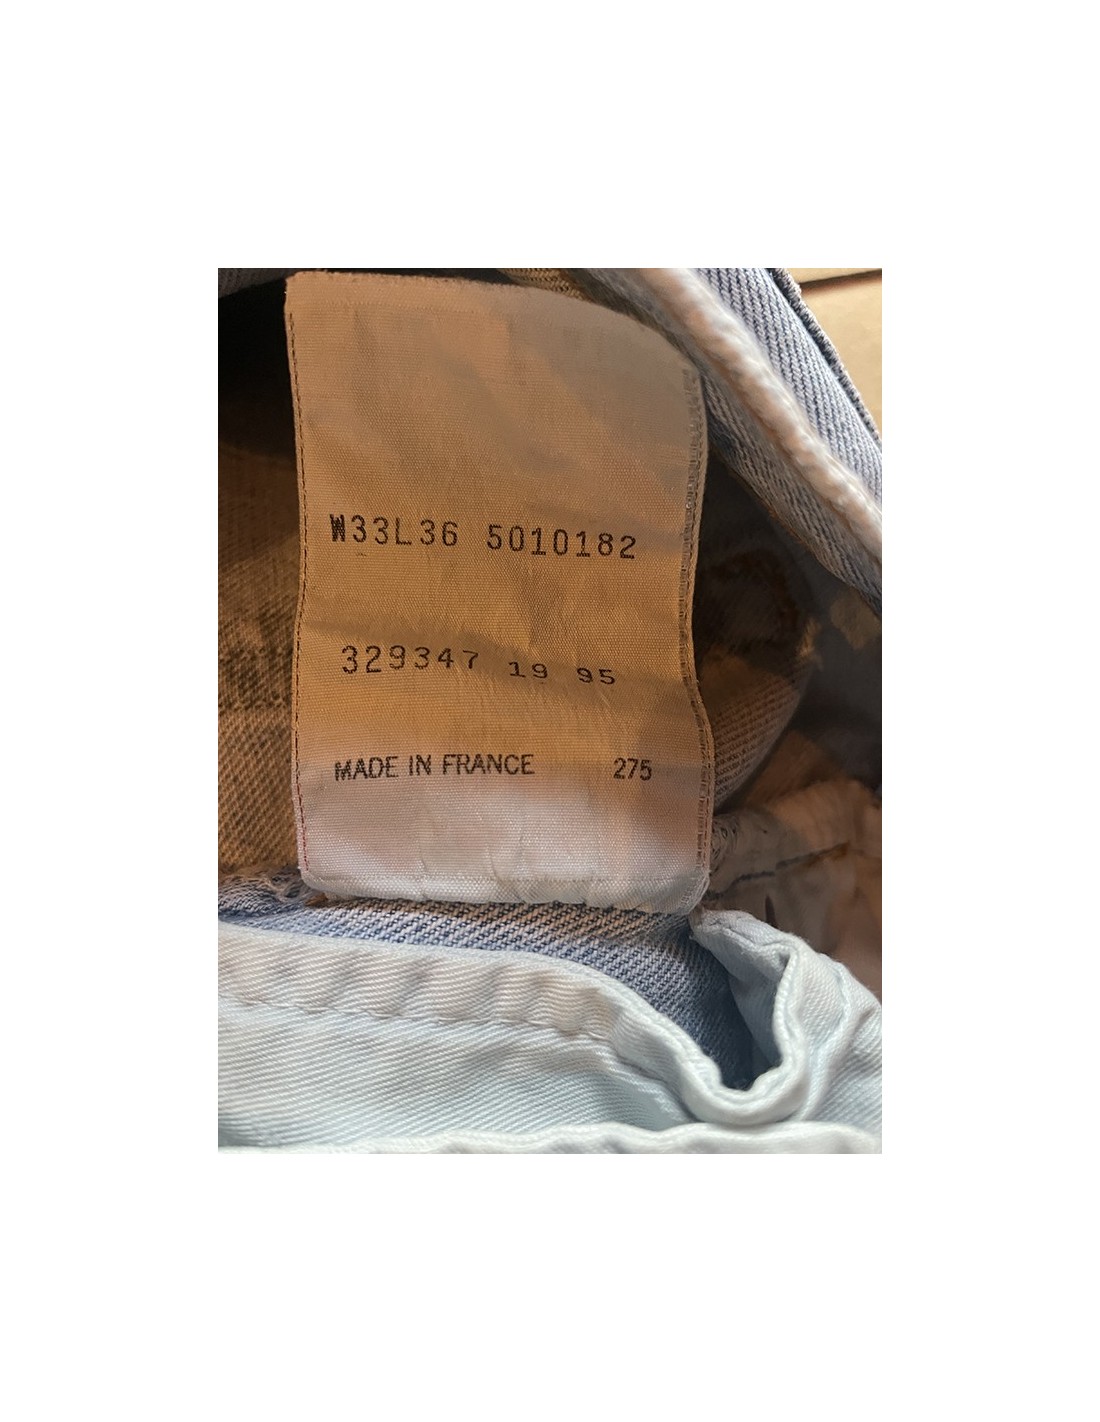 W33L36 5010182
329347 19 95
MADE IN FRANCE 275